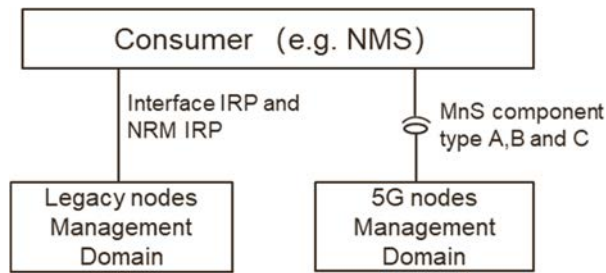 Consumer (e.g. NMS)
Interface IRP and
NRM IRP
MnS component
type A,B and C
Legacy nodes
Management
Domain
5G nodes
Management
Domain